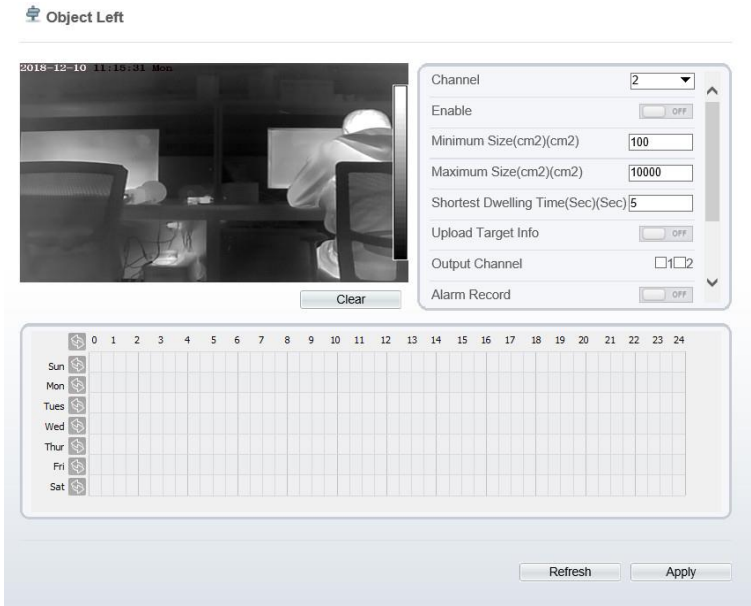 Object Left
2018-12-10 11:15:31 Mon
Channel 2
Enable OFF
Minimum Size(cm2)(cm2) 100
Maximum Size(cm2)(cm2) 10000
Shortest Dwelling Time(Sec)(Sec) 5
Upload Target Info OFF
Output Channel 1 2
Alarm Record OFF
Clear
0 1 2 3 4 5 6 7 8 9 10 11 12 13 14 15 16 17 18 19 20 21 22 23 24
Sun
Mon
Tues
Wed
Thur
Fri
Sat
Refresh Apply